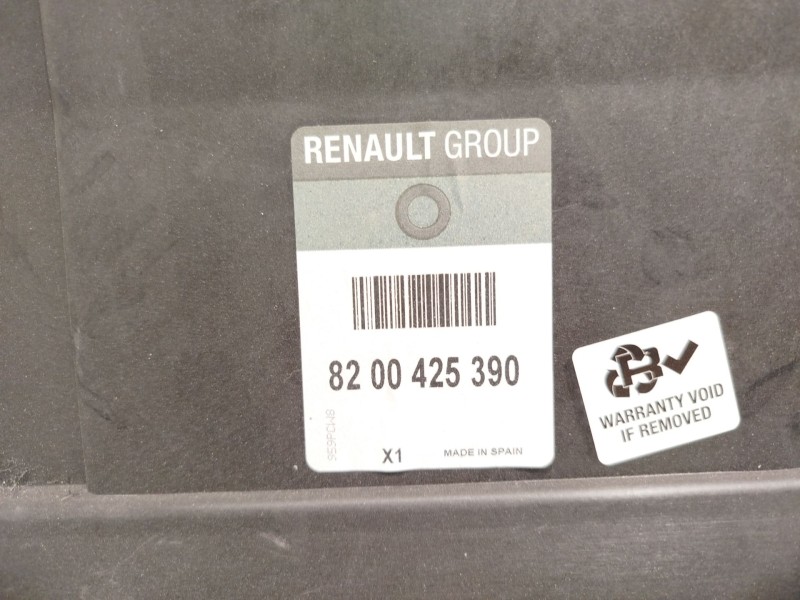 RENAULT GROUP
82 00 425 390
X1
MADE IN SPAIN
WARRANTY VOID
IF REMOVED